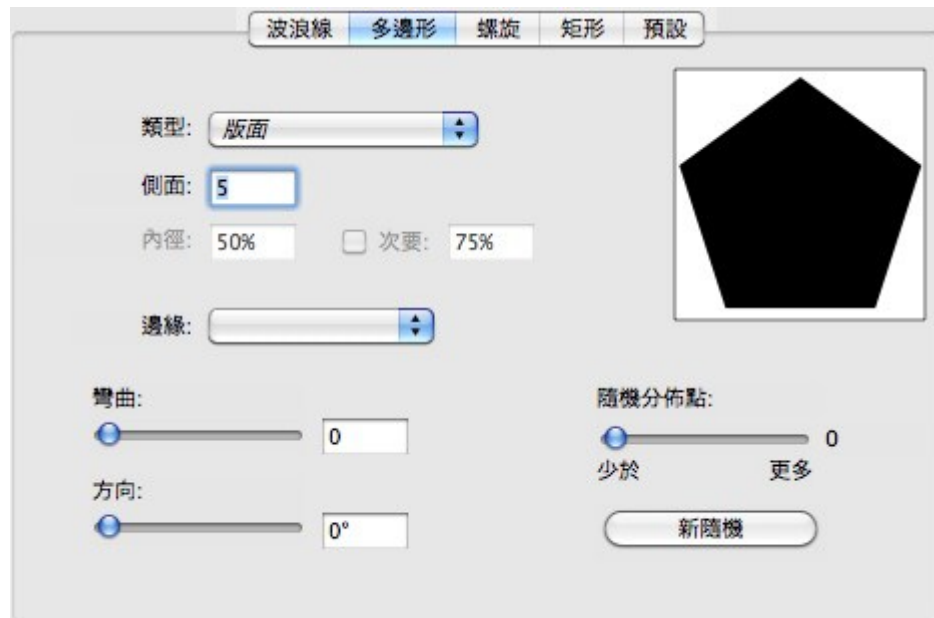 波浪線 多邊形 螺旋 矩形 預設
類型: 版面
側面: 5
內徑: 50% 次要: 75%
邊緣:
彎曲:
0
方向:
0°
隨機分佈點:
0
少於 更多
新隨機